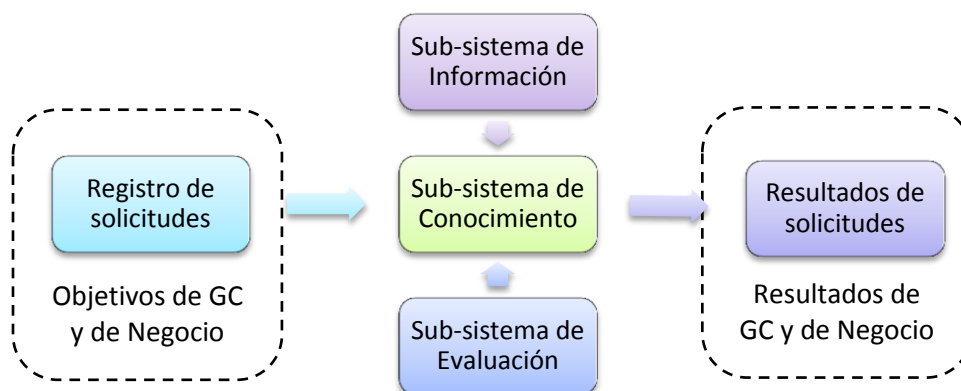 Sub-sistema de
Información
Registro de
solicitudes
Objetivos de GC
y de Negocio
Sub-sistema de
Conocimiento
Sub-sistema de
Evaluación
Resultados de
solicitudes
Resultados de
GC y de Negocio